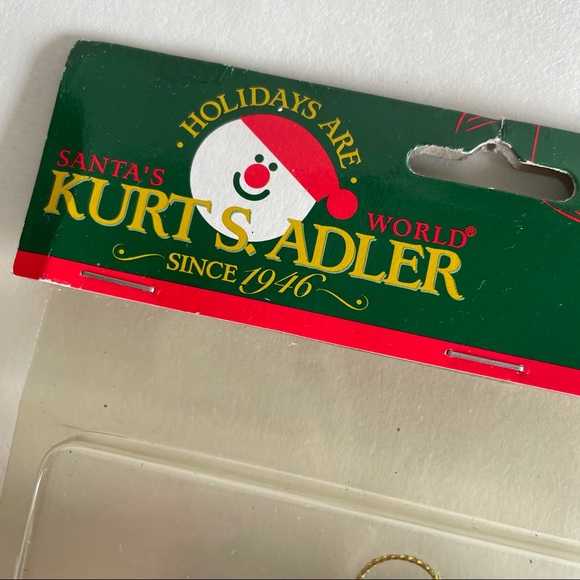 HOLIDAYS ARE
SANTA'S WORLD®
KURT S. ADLER
SINCE 1946